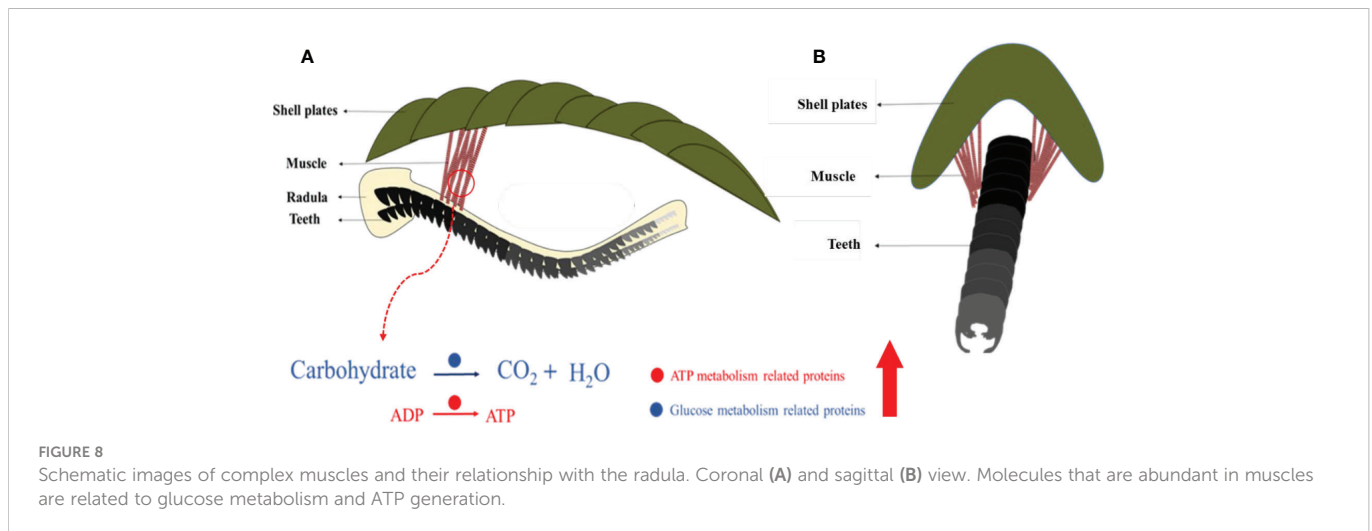 A
Shell plates
Muscle
Radula
Teeth
Carbohydrate CO₂ + H₂O
ADP ATP
B
Shell plates
Muscle
Teeth
ATP metabolism related proteins
Glucose metabolism related proteins
FIGURE 8
Schematic images of complex muscles and their relationship with the radula. Coronal (A) and sagittal (B) view. Molecules that are abundant in muscles
are related to glucose metabolism and ATP generation.